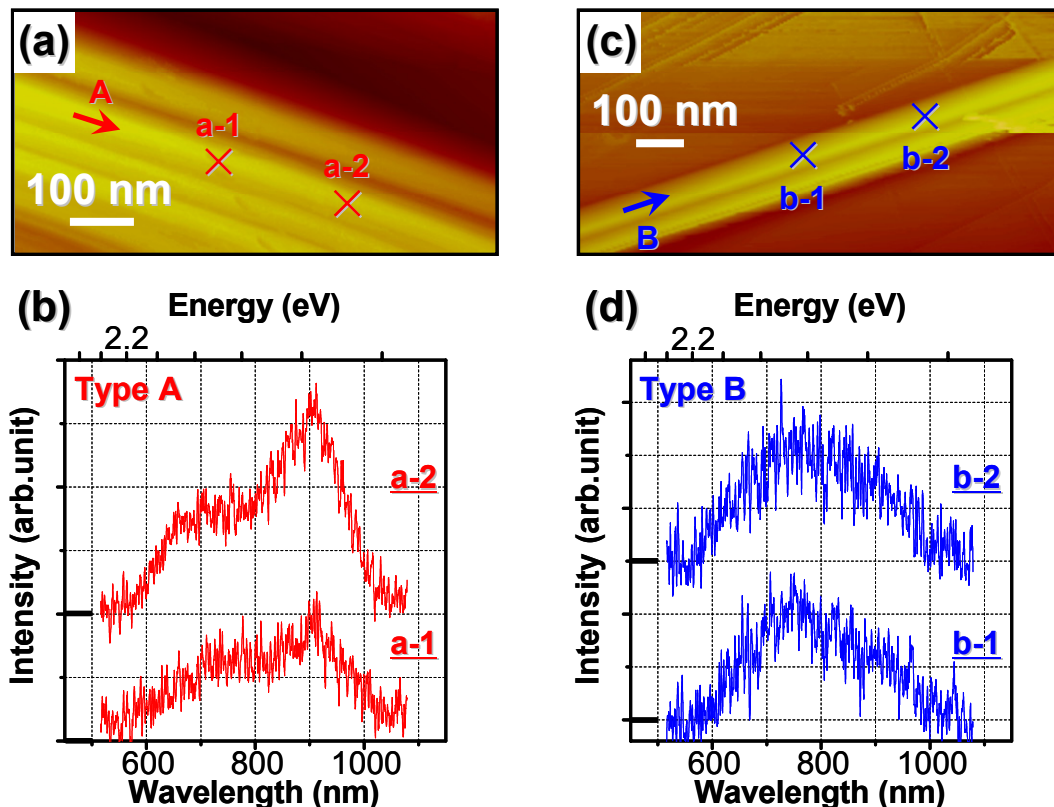 (a)
A
a-1
a-2
100 nm
(c)
100 nm
b-1
b-2
B
(b)
Energy (eV)
2.2
Type A
a-2
a-1
Intensity (arb.unit)
600 800 1000
Wavelength (nm)
(d)
Energy (eV)
2.2
Type B
b-2
b-1
Intensity (arb.unit)
600 800 1000
Wavelength (nm)